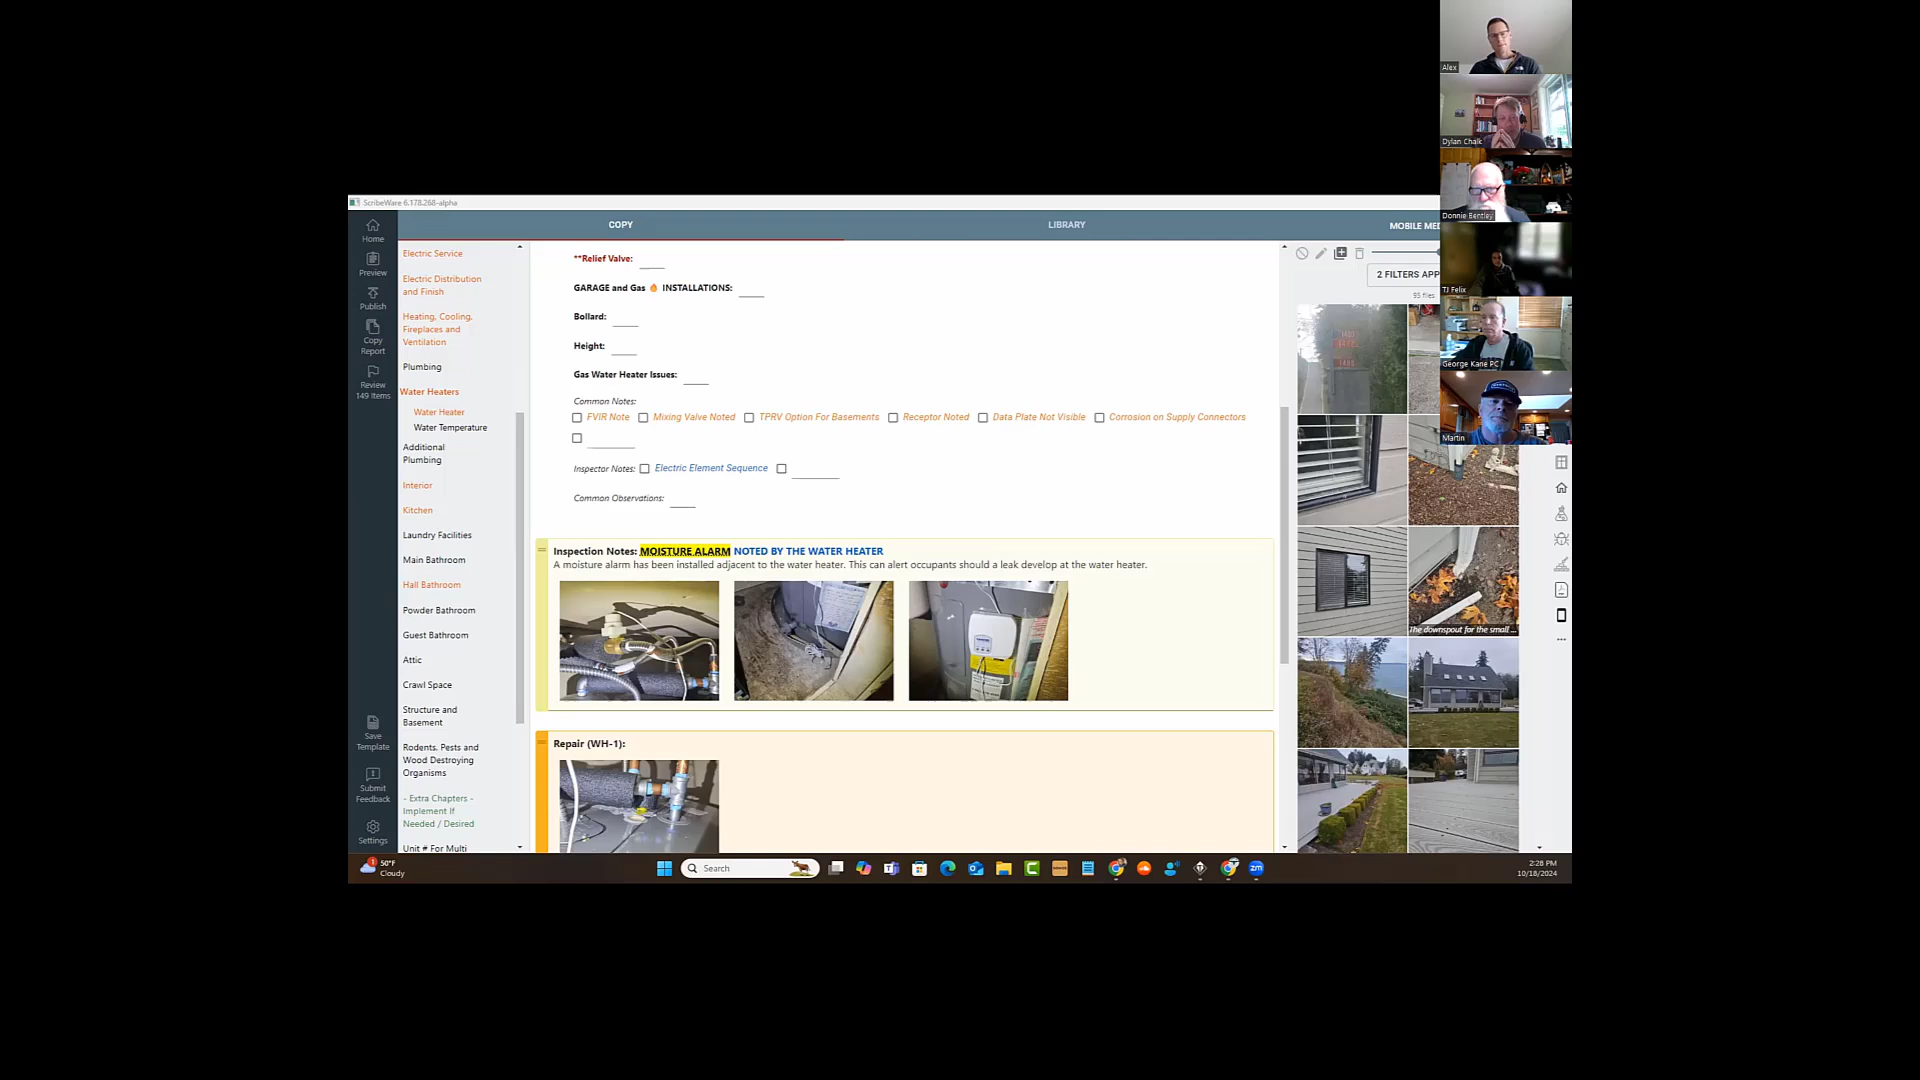 Alex
Dylan Chalk
Donnie Bentley
TJ Felix
George Kane PC
Martin
ScribeWare 6.178.268-alpha
COPY
LIBRARY
MOBILE MED
Home
Preview
Publish
Copy
Report
Review
149 Items
Save
Template
Submit
Feedback
Settings
Electric Service
Electric Distribution
and Finish
Heating, Cooling,
Fireplaces and
Ventilation
Plumbing
Water Heaters
Water Heater
Water Temperature
Additional
Plumbing
Interior
Kitchen
Laundry Facilities
Main Bathroom
Hall Bathroom
Powder Bathroom
Guest Bathroom
Attic
Crawl Space
Structure and
Basement
Rodents, Pests and
Wood Destroying
Organisms
- Extra Chapters -
Implement If
Needed / Desired
Unit # For Multi
**Relief Valve: ____
GARAGE and Gas 🔥 INSTALLATIONS: ____
Bollard: ____
Height: ____
Gas Water Heater Issues: ____
Common Notes:
FVIR Note Mixing Valve Noted TPRV Option For Basements Receptor Noted Data Plate Not Visible Corrosion on Supply Connectors
Inspector Notes: Electric Element Sequence
Common Observations: ____
Inspection Notes: MOISTURE ALARM NOTED BY THE WATER HEATER
A moisture alarm has been installed adjacent to the water heater. This can alert occupants should a leak develop at the water heater.
Repair (WH-1):
2 FILTERS APP
95 files
The downspout for the small ...
1
50°F
Cloudy
Search
2:28 PM
10/18/2024